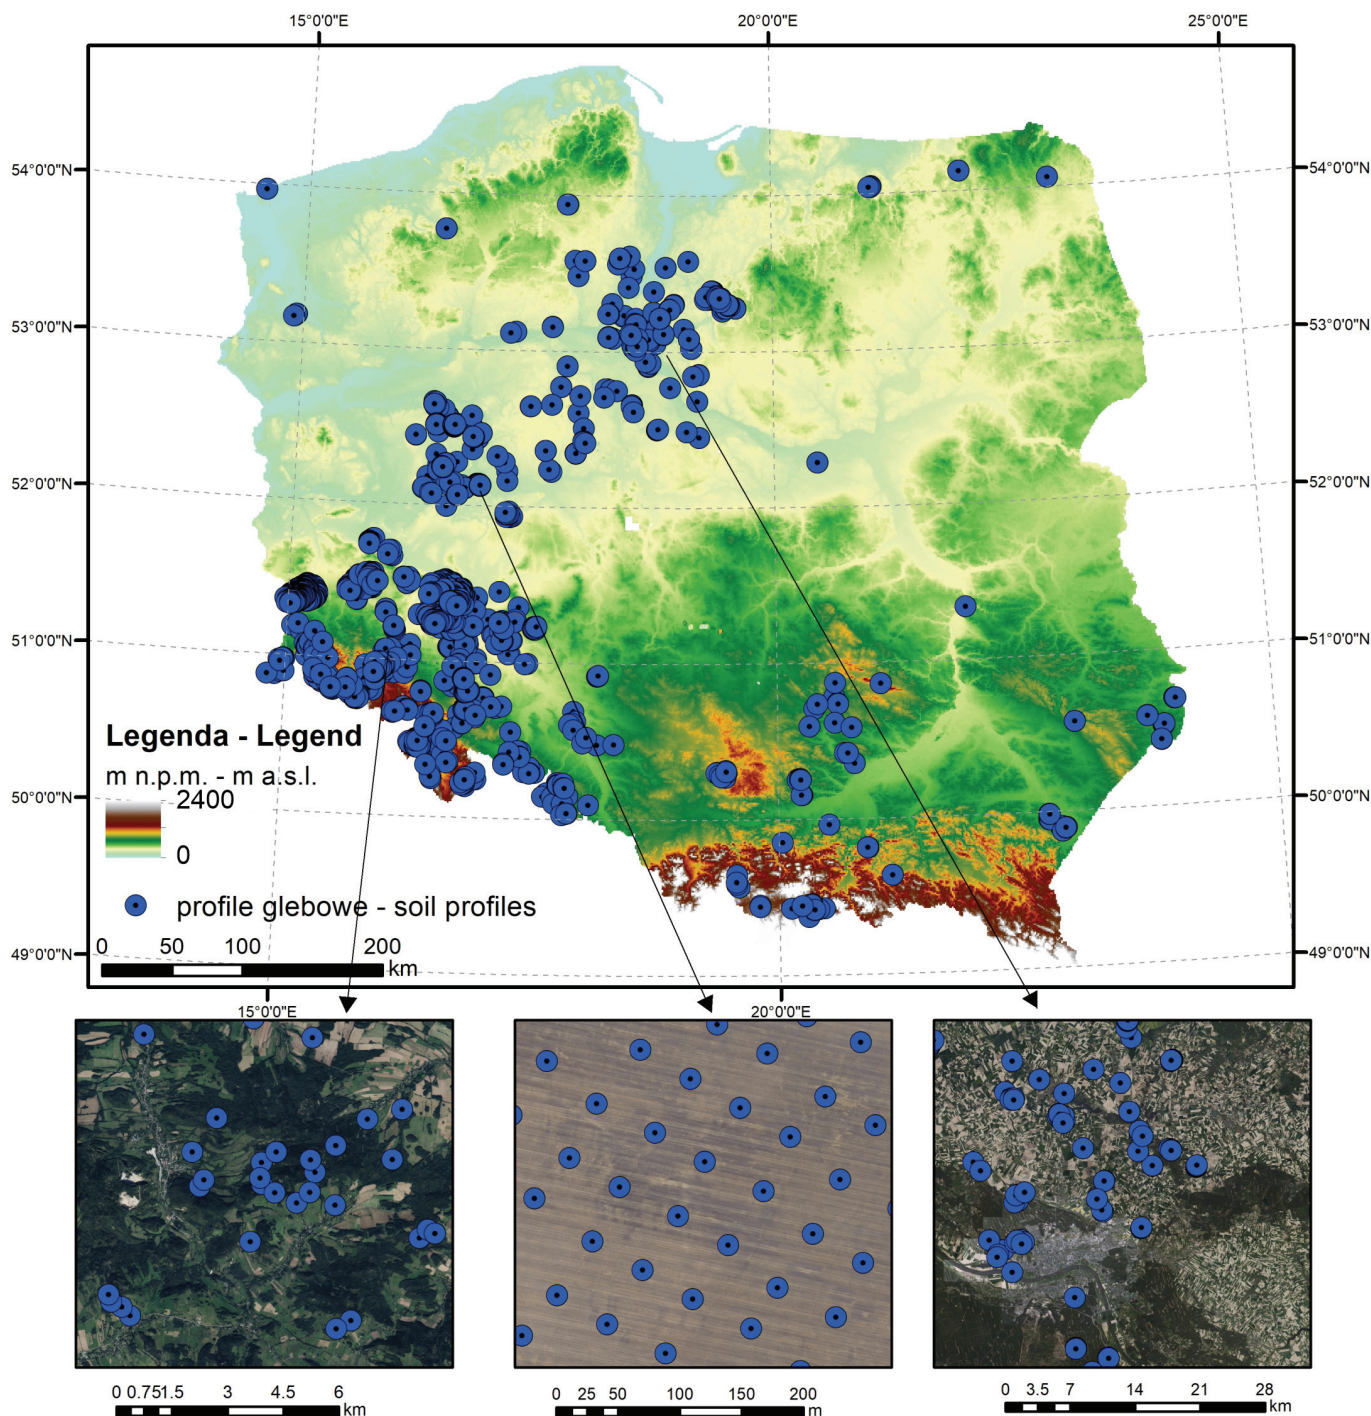 15°0'0"E 20°0'0"E 25°0'0"E
54°0'0"N 54°0'0"N
53°0'0"N 53°0'0"N
52°0'0"N 52°0'0"N
51°0'0"N 51°0'0"N
50°0'0"N 50°0'0"N
49°0'0"N 49°0'0"N
Legenda - Legend
m n.p.m. - m a.s.l.
2400
0
profile glebowe - soil profiles
0 50 100 200
km
15°0'0"E 20°0'0"E
0 0.75 1.5 3 4.5 6
km
0 25 50 100 150 200
m
0 3.5 7 14 21 28
km